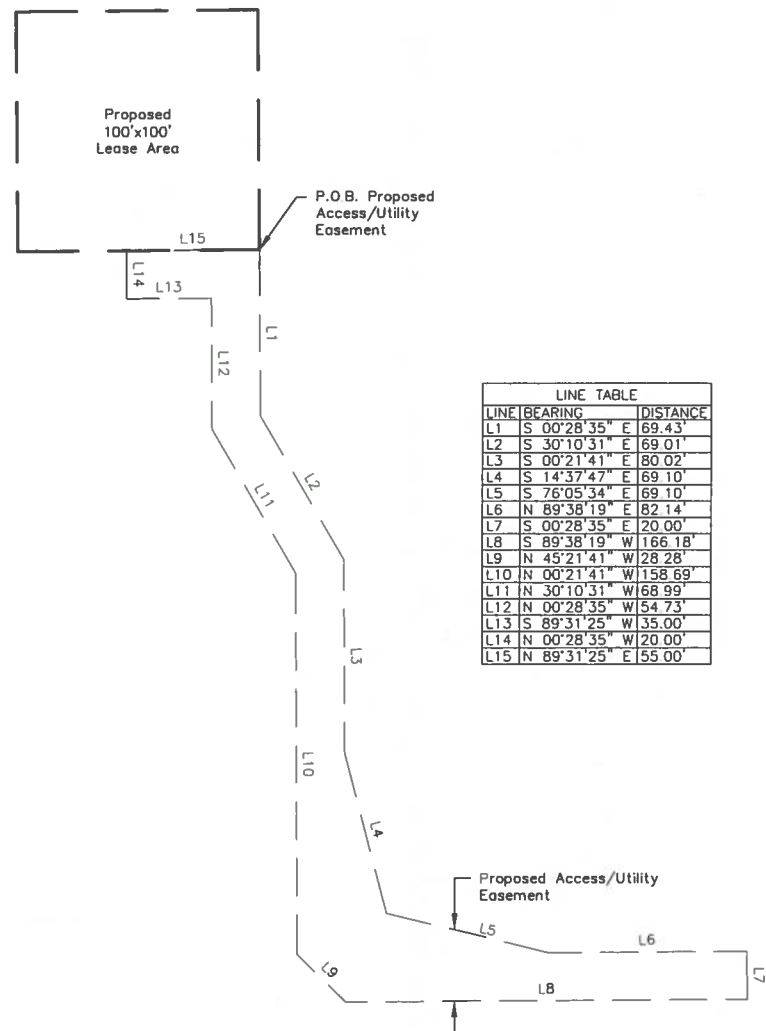 Proposed
100'x100'
Lease Area
P.O.B. Proposed
Access/Utility
Easement
L15
L14
L13
L1
L12
L2
L11
L3
L10
L4
Proposed Access/Utility
Easement
L5
L6
L9
L8
L7
LINE TABLE
LINE BEARING DISTANCE
L1 S 00°28'35" E 69.43'
L2 S 30°10'31" E 69.01'
L3 S 00°21'41" E 80.02'
L4 S 14°37'47" E 69.10'
L5 S 76°05'34" E 69.10'
L6 N 89°38'19" E 82.14'
L7 S 00°28'35" E 20.00'
L8 S 89°38'19" W 166.18'
L9 N 45°21'41" W 28.28'
L10 N 00°21'41" W 158.69'
L11 N 30°10'31" W 68.99'
L12 N 00°28'35" W 54.73'
L13 S 89°31'25" W 35.00'
L14 N 00°28'35" W 20.00'
L15 N 89°31'25" E 55.00'